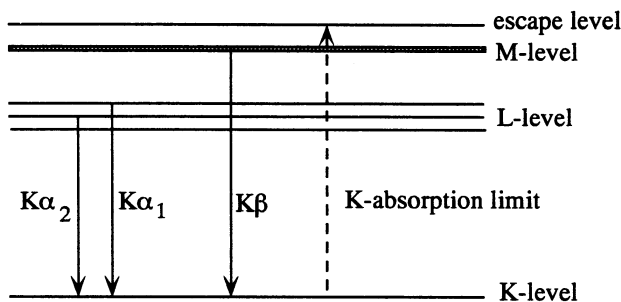 escape level
M-level
L-level
Kα₂ Kα₁ Kβ K-absorption limit
K-level